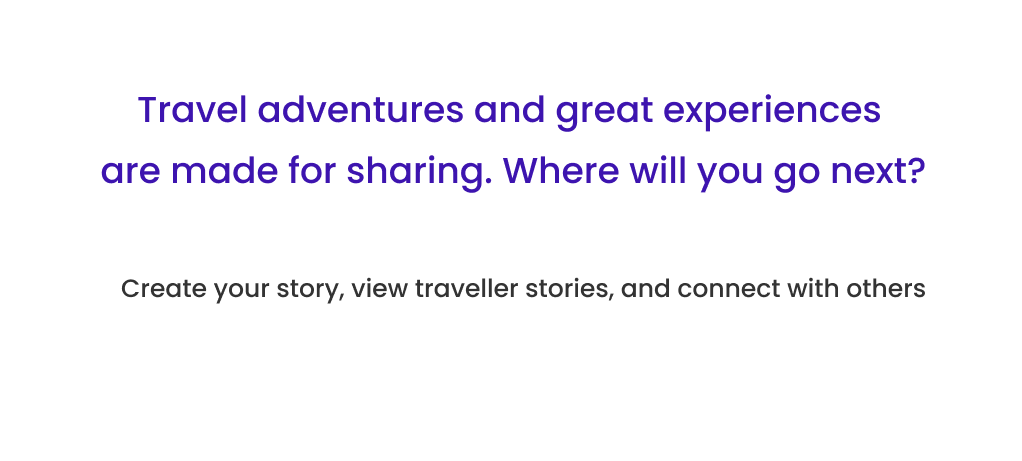 Travel adventures and great experiences
are made for sharing. Where will you go next?
Create your story, view traveller stories, and connect with others